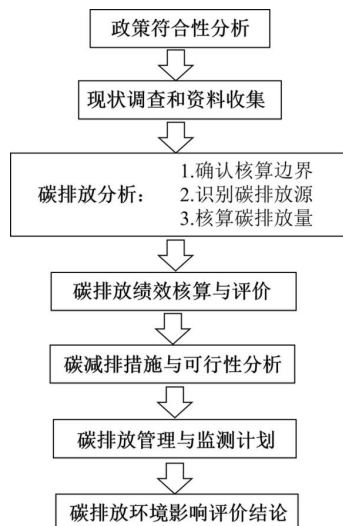 政策符合性分析
现状调查和资料收集
1.确认核算边界
碳排放分析： 2.识别碳排放源
3.核算碳排放量
碳排放绩效核算与评价
碳减排措施与可行性分析
碳排放管理与监测计划
碳排放环境影响评价结论